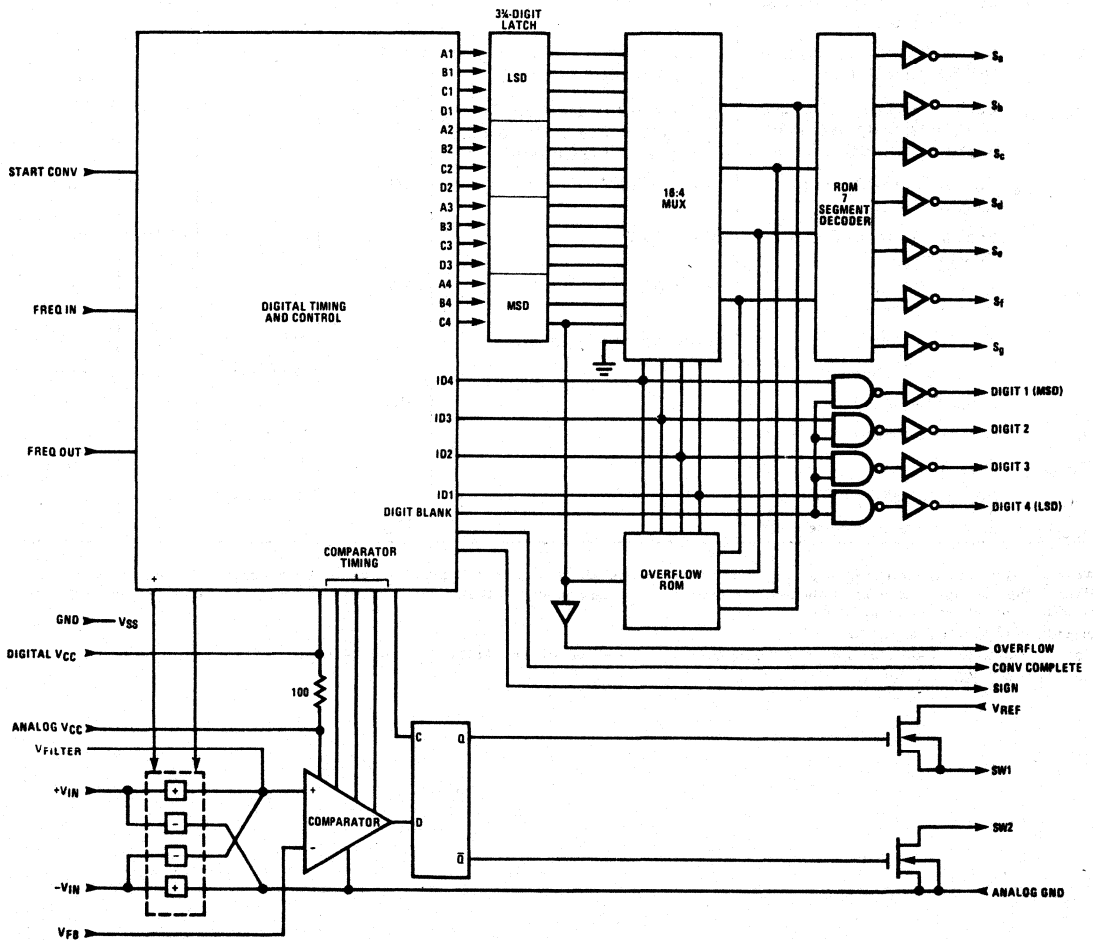 3¾-DIGIT
LATCH
A1
B1
C1
D1
A2
B2
C2
D2
A3
B3
C3
D3
A4
B4
C4
LSD
MSD
16:4
MUX
ROM
7
SEGMENT
DECODER
Sa
Sb
Sc
Sd
Se
Sf
Sg
START CONV
FREQ IN
FREQ OUT
DIGITAL TIMING
AND CONTROL
ID4
ID3
ID2
ID1
DIGIT BLANK
DIGIT 1 (MSD)
DIGIT 2
DIGIT 3
DIGIT 4 (LSD)
COMPARATOR
TIMING
OVERFLOW
ROM
+
GND
VSS
DIGITAL VCC
100
ANALOG VCC
VFILTER
+VIN
-VIN
VFB
+
-
-
+
+
COMPARATOR
-
C
Q
D
Q̅
OVERFLOW
CONV COMPLETE
SIGN
VREF
SW1
SW2
ANALOG GND